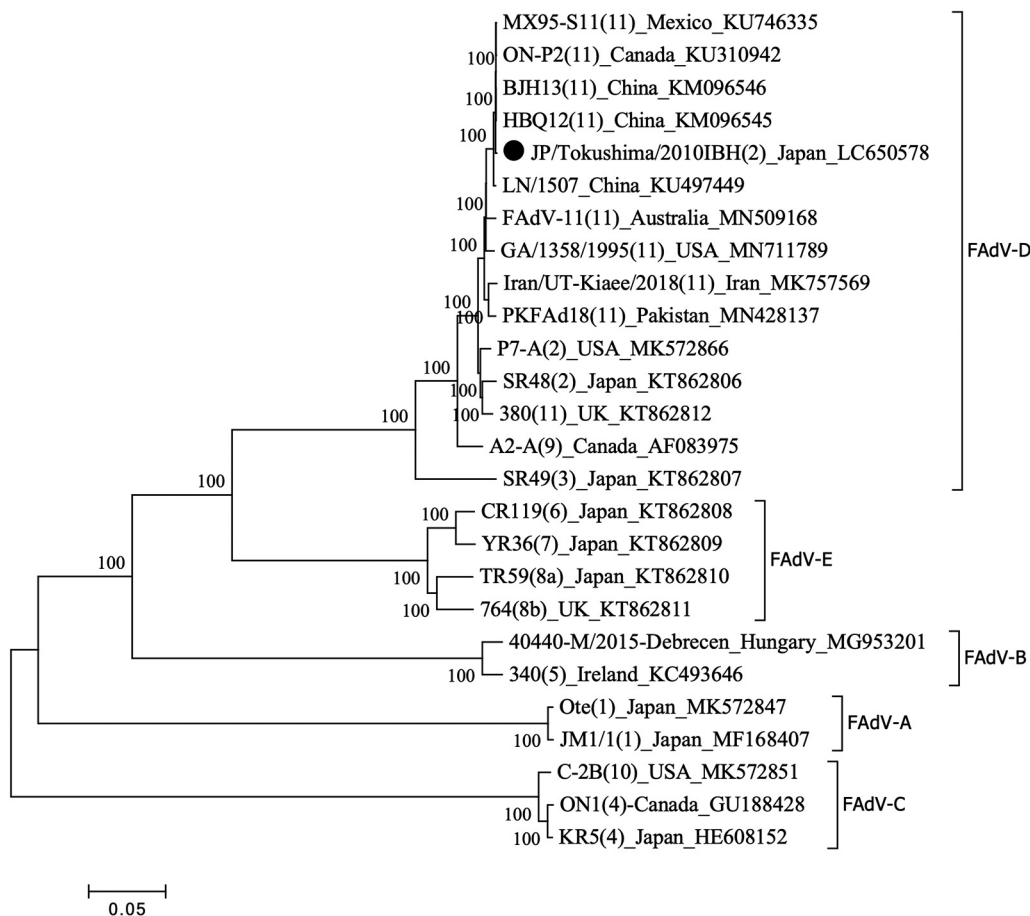 MX95-S11(11)_Mexico_KU746335
100
ON-P2(11)_Canada_KU310942
BJH13(11)_China_KM096546
100
HBQ12(11)_China_KM096545
100
JP/Tokushima/2010IBH(2)_Japan_LC650578
LN/1507_China_KU497449
100
FAdV-11(11)_Australia_MN509168
100
GA/1358/1995(11)_USA_MN711789
FAdV-D
Iran/UT-Kiaee/2018(11)_Iran_MK757569
100
100
PKFAd18(11)_Pakistan_MN428137
P7-A(2)_USA_MK572866
100
SR48(2)_Japan_KT862806
100
380(11)_UK_KT862812
100
100
A2-A(9)_Canada_AF083975
SR49(3)_Japan_KT862807
100
CR119(6)_Japan_KT862808
100
YR36(7)_Japan_KT862809
FAdV-E
100
TR59(8a)_Japan_KT862810
100
764(8b)_UK_KT862811
100
40440-M/2015-Debrecen_Hungary_MG953201
FAdV-B
340(5)_Ireland_KC493646
100
Ote(1)_Japan_MK572847
FAdV-A
JM1/1(1)_Japan_MF168407
100
C-2B(10)_USA_MK572851
FAdV-C
ON1(4)-Canada_GU188428
100
KR5(4)_Japan_HE608152
100
0.05